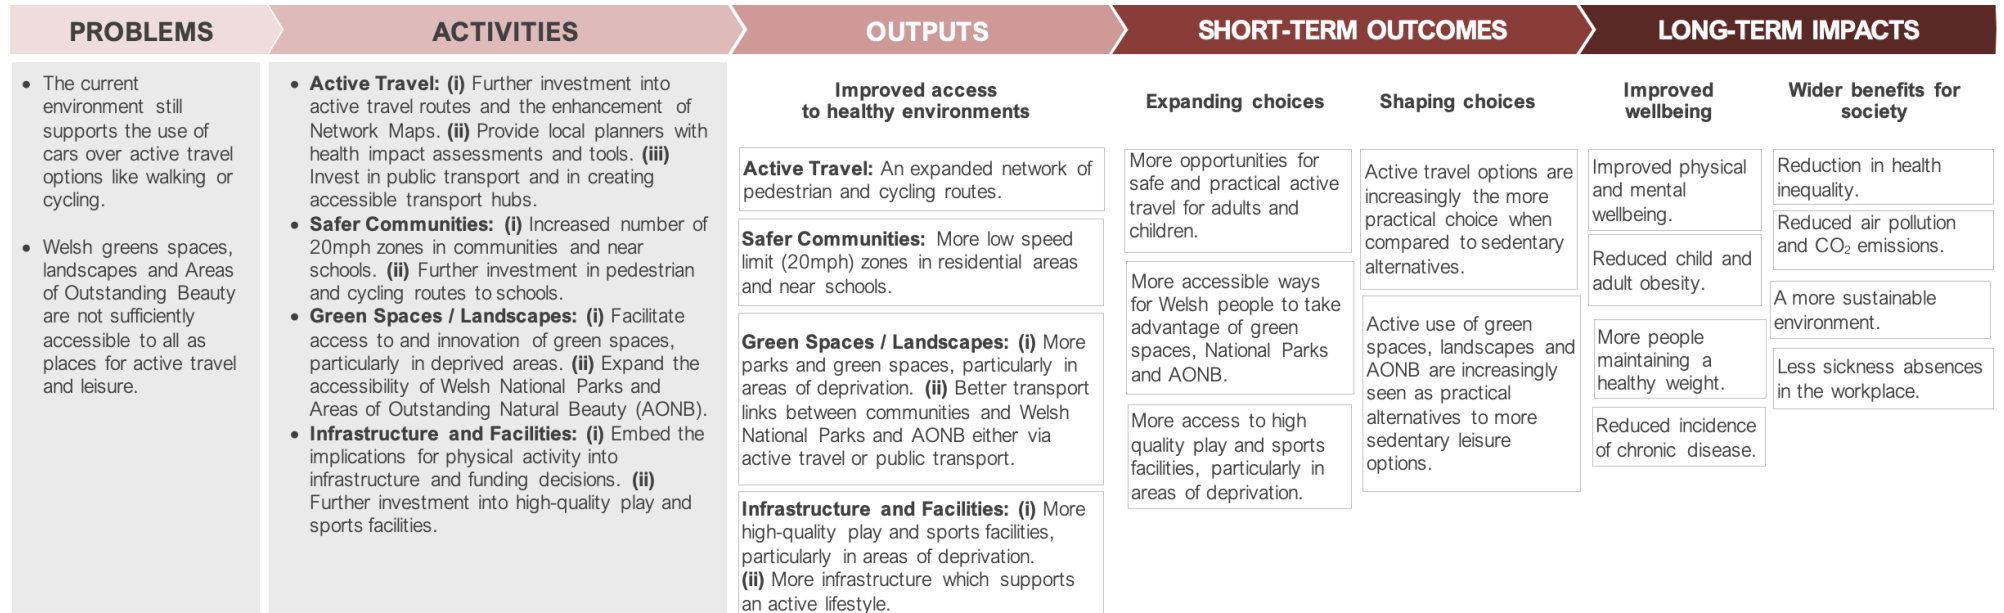 PROBLEMS
ACTIVITIES
OUTPUTS
SHORT-TERM OUTCOMES
LONG-TERM IMPACTS
• The current
environment still
supports the use of
cars over active travel
options like walking or
cycling.
• Welsh greens spaces,
landscapes and Areas
of Outstanding Beauty
are not sufficiently
accessible to all as
places for active travel
and leisure.
• Active Travel: (i) Further investment into
active travel routes and the enhancement of
Network Maps. (ii) Provide local planners with
health impact assessments and tools. (iii)
Invest in public transport and in creating
accessible transport hubs.
• Safer Communities: (i) Increased number of
20mph zones in communities and near
schools. (ii) Further investment in pedestrian
and cycling routes to schools.
• Green Spaces / Landscapes: (i) Facilitate
access to and innovation of green spaces,
particularly in deprived areas. (ii) Expand the
accessibility of Welsh National Parks and
Areas of Outstanding Natural Beauty (AONB).
• Infrastructure and Facilities: (i) Embed the
implications for physical activity into
infrastructure and funding decisions. (ii)
Further investment into high-quality play and
sports facilities.
Improved access
to healthy environments
Active Travel: An expanded network of
pedestrian and cycling routes.
Safer Communities: More low speed
limit (20mph) zones in residential areas
and near schools.
Green Spaces / Landscapes: (i) More
parks and green spaces, particularly in
areas of deprivation. (ii) Better transport
links between communities and Welsh
National Parks and AONB either via
active travel or public transport.
Infrastructure and Facilities: (i) More
high-quality play and sports facilities,
particularly in areas of deprivation.
(ii) More infrastructure which supports
an active lifestyle.
Expanding choices
More opportunities for
safe and practical active
travel for adults and
children.
More accessible ways
for Welsh people to take
advantage of green
spaces, National Parks
and AONB.
More access to high
quality play and sports
facilities, particularly in
areas of deprivation.
Shaping choices
Active travel options are
increasingly the more
practical choice when
compared to sedentary
alternatives.
Active use of green
spaces, landscapes and
AONB are increasingly
seen as practical
alternatives to more
sedentary leisure
options.
Improved
wellbeing
Improved physical
and mental
wellbeing.
Reduced child and
adult obesity.
More people
maintaining a
healthy weight.
Reduced incidence
of chronic disease.
Wider benefits for
society
Reduction in health
inequality.
Reduced air pollution
and CO₂ emissions.
A more sustainable
environment.
Less sickness absences
in the workplace.